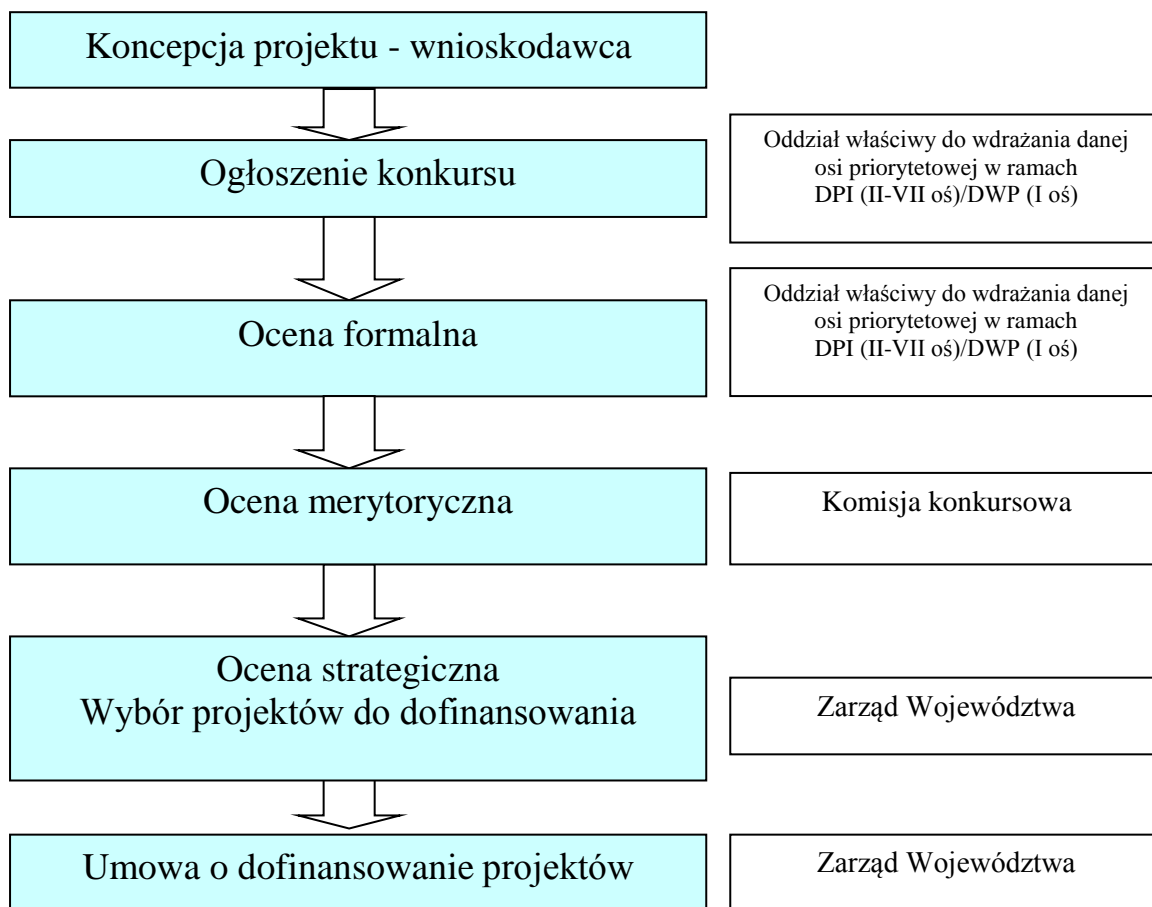 Koncepcja projektu - wnioskodawca
Ogłoszenie konkursu
Oddział właściwy do wdrażania danej
osi priorytetowej w ramach
DPI (II-VII oś)/DWP (I oś)
Ocena formalna
Oddział właściwy do wdrażania danej
osi priorytetowej w ramach
DPI (II-VII oś)/DWP (I oś)
Ocena merytoryczna
Komisja konkursowa
Ocena strategiczna
Wybór projektów do dofinansowania
Zarząd Województwa
Umowa o dofinansowanie projektów
Zarząd Województwa